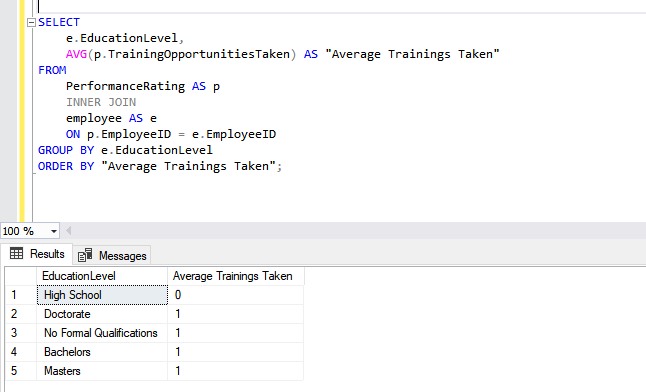 SELECT
e.EducationLevel,
AVG(p.TrainingOpportunitiesTaken) AS "Average Trainings Taken"
FROM
PerformanceRating AS p
INNER JOIN
employee AS e
ON p.EmployeeID = e.EmployeeID
GROUP BY e.EducationLevel
ORDER BY "Average Trainings Taken";
100 %
Results Messages
EducationLevel Average Trainings Taken
1 High School 0
2 Doctorate 1
3 No Formal Qualifications 1
4 Bachelors 1
5 Masters 1